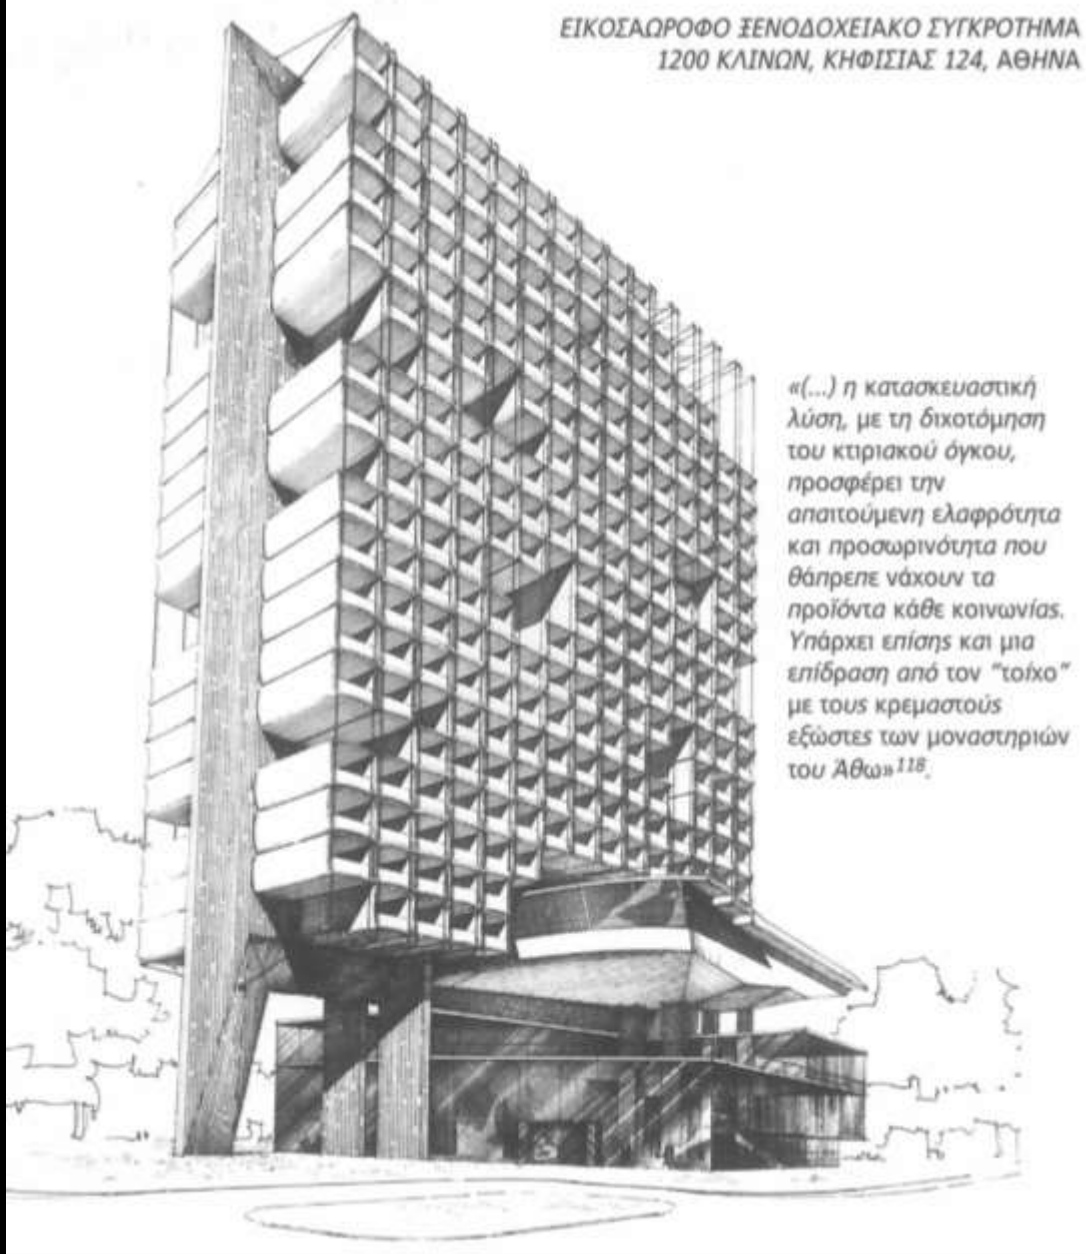 ΕΙΚΟΣΑΩΡΟΦΟ ΞΕΝΟΔΟΧΕΙΑΚΟ ΣΥΓΚΡΟΤΗΜΑ
1200 ΚΛΙΝΩΝ, ΚΗΦΙΣΙΑΣ 124, ΑΘΗΝΑ
«(...) η κατασκευαστική
λύση, με τη διχοτόμηση
του κτιριακού όγκου,
προσφέρει την
απαιτούμενη ελαφρότητα
και προσωρινότητα που
θάπρεπε νάχουν τα
προϊόντα κάθε κοινωνίας.
Υπάρχει επίσης και μια
επίδραση από τον "τοίχο"
με τους κρεμαστούς
εξώστες των μοναστηριών
του Άθω»118.